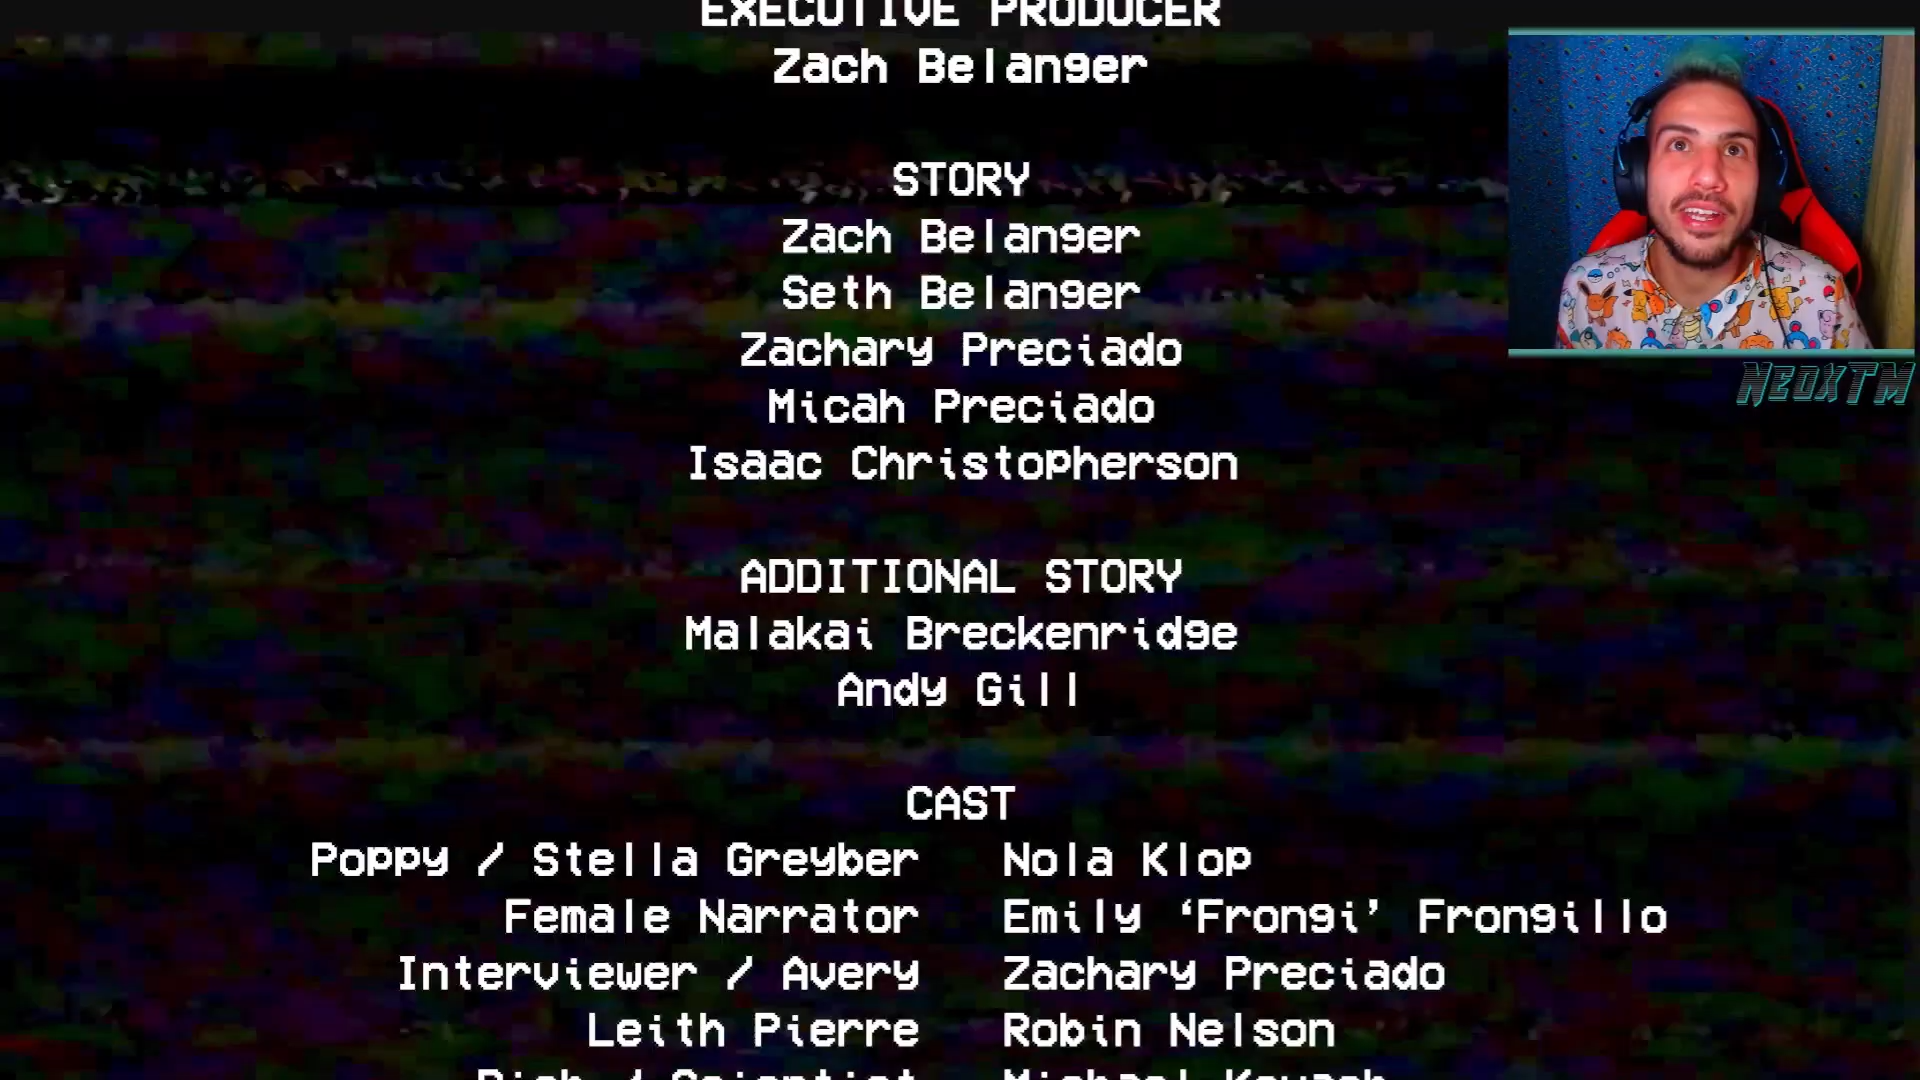 EXECUTIVE PRODUCER
Zach Belanger
STORY
Zach Belanger
Seth Belanger
Zachary Preciado
Micah Preciado
Isaac Christopherson
ADDITIONAL STORY
Malakai Breckenridge
Andy Gill
CAST
Poppy / Stella Greyber Nola Klop
Female Narrator Emily ‘Frongi’ Frongillo
Interviewer / Avery Zachary Preciado
Leith Pierre Robin Nelson
NEOXTM